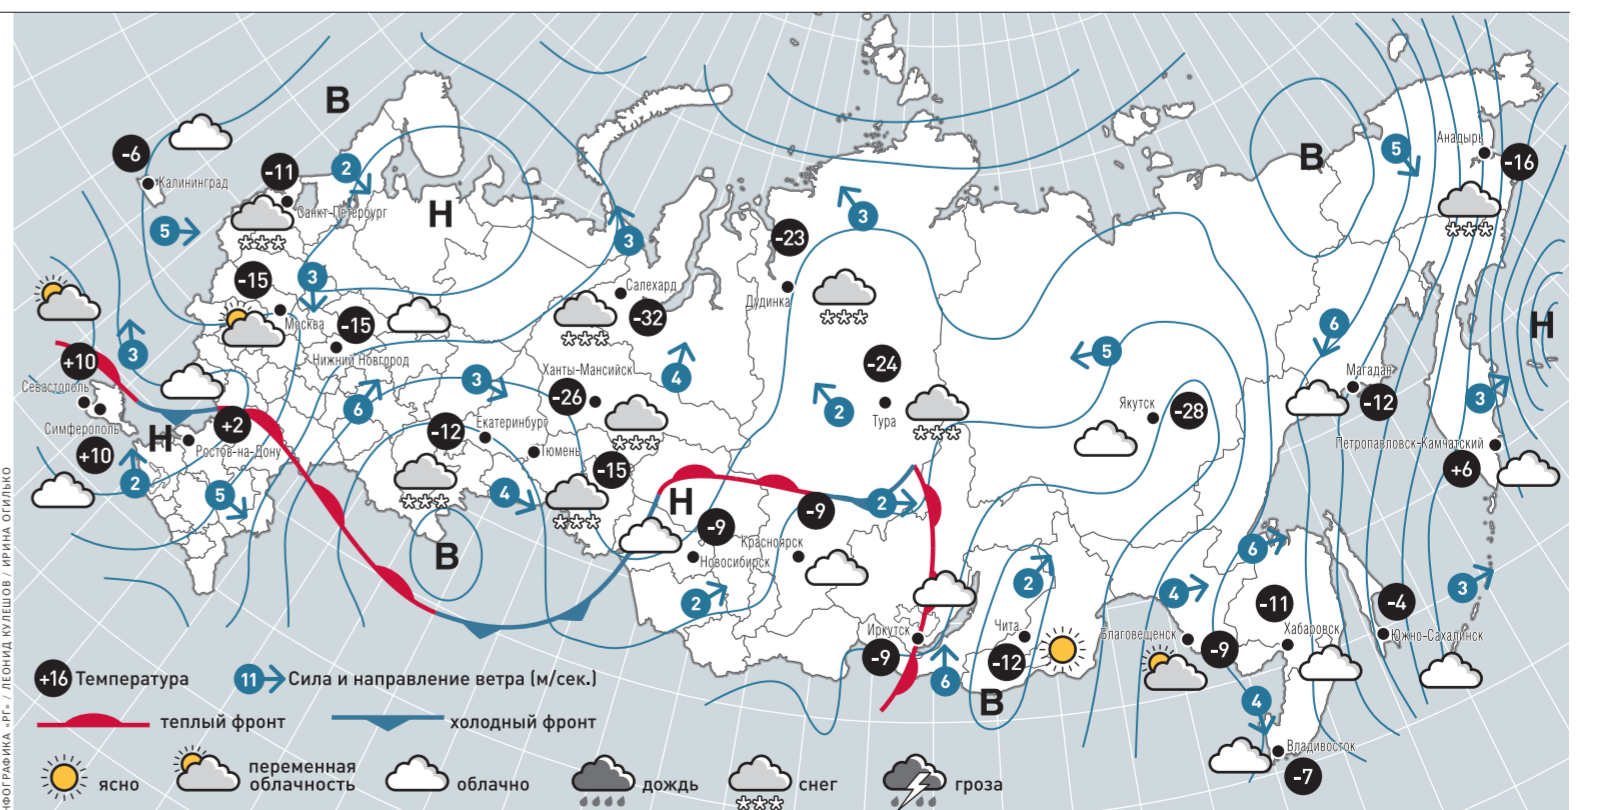 В
-6
Калининград
-11
2
Санкт-Петербург
Н
5
В
5
Анадырь
-16
3
3
-23
Дудинка
-15
3
Москва
-15
Нижний Новгород
Салехард
-32
Н
+10
3
Севастополь
Симферополь
+10
Н
+2
Ростов-на-Дону
2
5
6
3
Ханты-Мансийск
-26
4
-24
Тура
2
5
6
Магадан
-12
3
Якутск
-28
Петропавловск-Камчатский
+6
-12
Екатеринбург
Тюмень
-15
4
В
Н
-9
Новосибирск
-9
Красноярск
2
2
2
6
4
3
-11
Хабаровск
-4
Южно-Сахалинск
Иркутск
-9
6
Чита
-12
В
Благовещенск
-9
4
Владивосток
-7
+16 Температура
11 Сила и направление ветра (м/сек.)
теплый фронт
холодный фронт
ясно
переменная
облачность
облачно
дождь
снег
гроза
НФОГРАФИКА «РГ» / ЛЕОНИД КУЛЕШОВ / ИРИНА ОГИЛЬКО